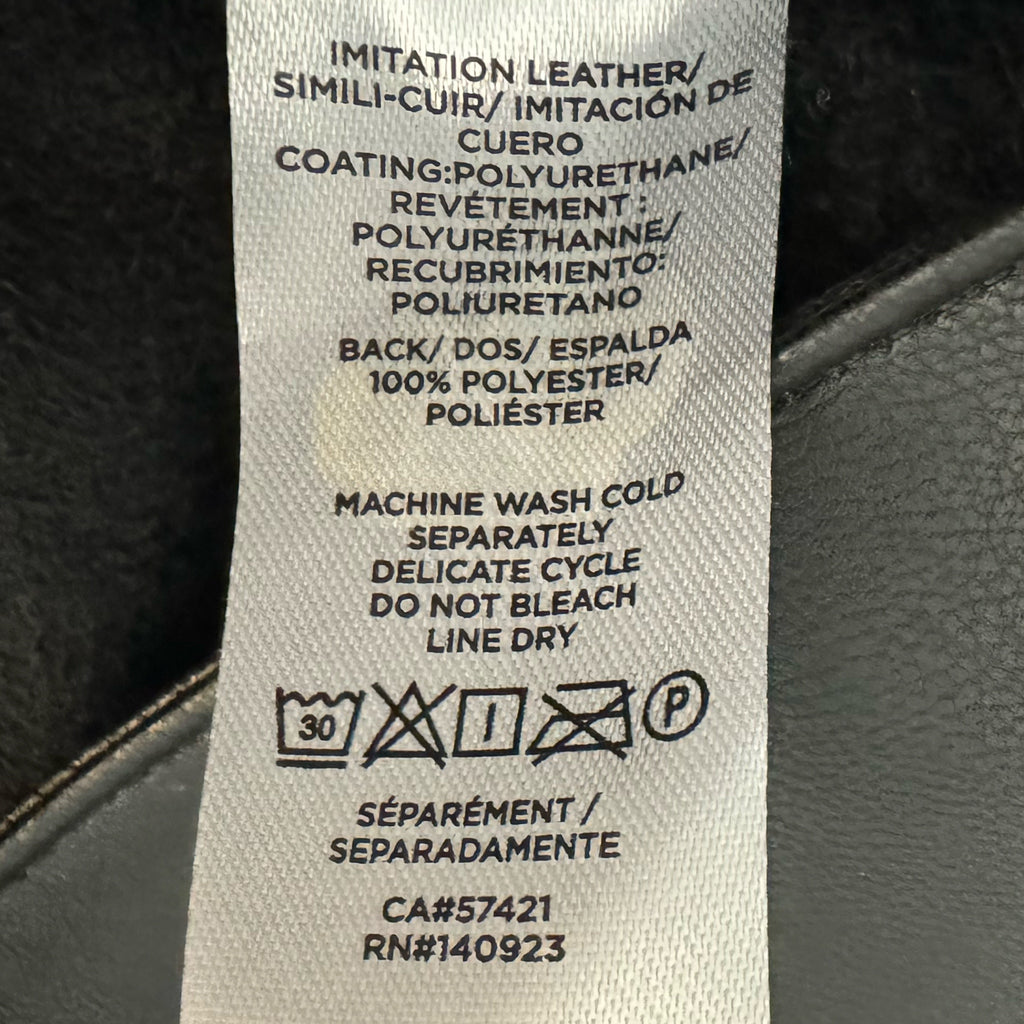 IMITATION LEATHER/
SIMILI-CUIR/ IMITACIÓN DE
CUERO
COATING:POLYURETHANE/
REVÉTEMENT :
POLYURÉTHANNE/
RECUBRIMIENTO:
POLIURETANO
BACK/ DOS/ ESPALDA
100% POLYESTER/
POLIÉSTER
MACHINE WASH COLD
SEPARATELY
DELICATE CYCLE
DO NOT BLEACH
LINE DRY
30 P
SÉPARÉMENT /
SEPARADAMENTE
CA#57421
RN#140923